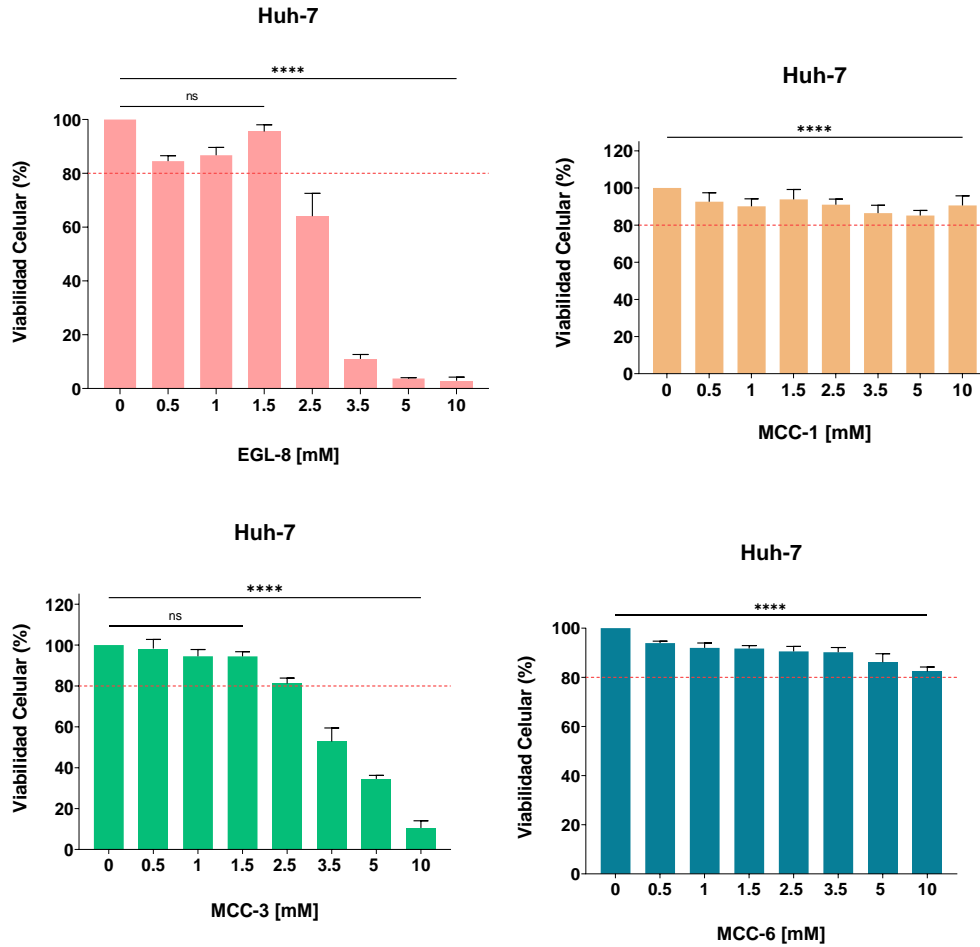 Huh-7
****
ns
Viabilidad Celular (%)
100
80
60
40
20
0
0 0.5 1 1.5 2.5 3.5 5 10
EGL-8 [mM]
Huh-7
****
Viabilidad Celular (%)
120
100
80
60
40
20
0
0 0.5 1 1.5 2.5 3.5 5 10
MCC-1 [mM]
Huh-7
****
ns
Viabilidad Celular (%)
120
100
80
60
40
20
0
0 0.5 1 1.5 2.5 3.5 5 10
MCC-3 [mM]
Huh-7
****
Viabilidad Celular (%)
100
80
60
40
20
0
0 0.5 1 1.5 2.5 3.5 5 10
MCC-6 [mM]